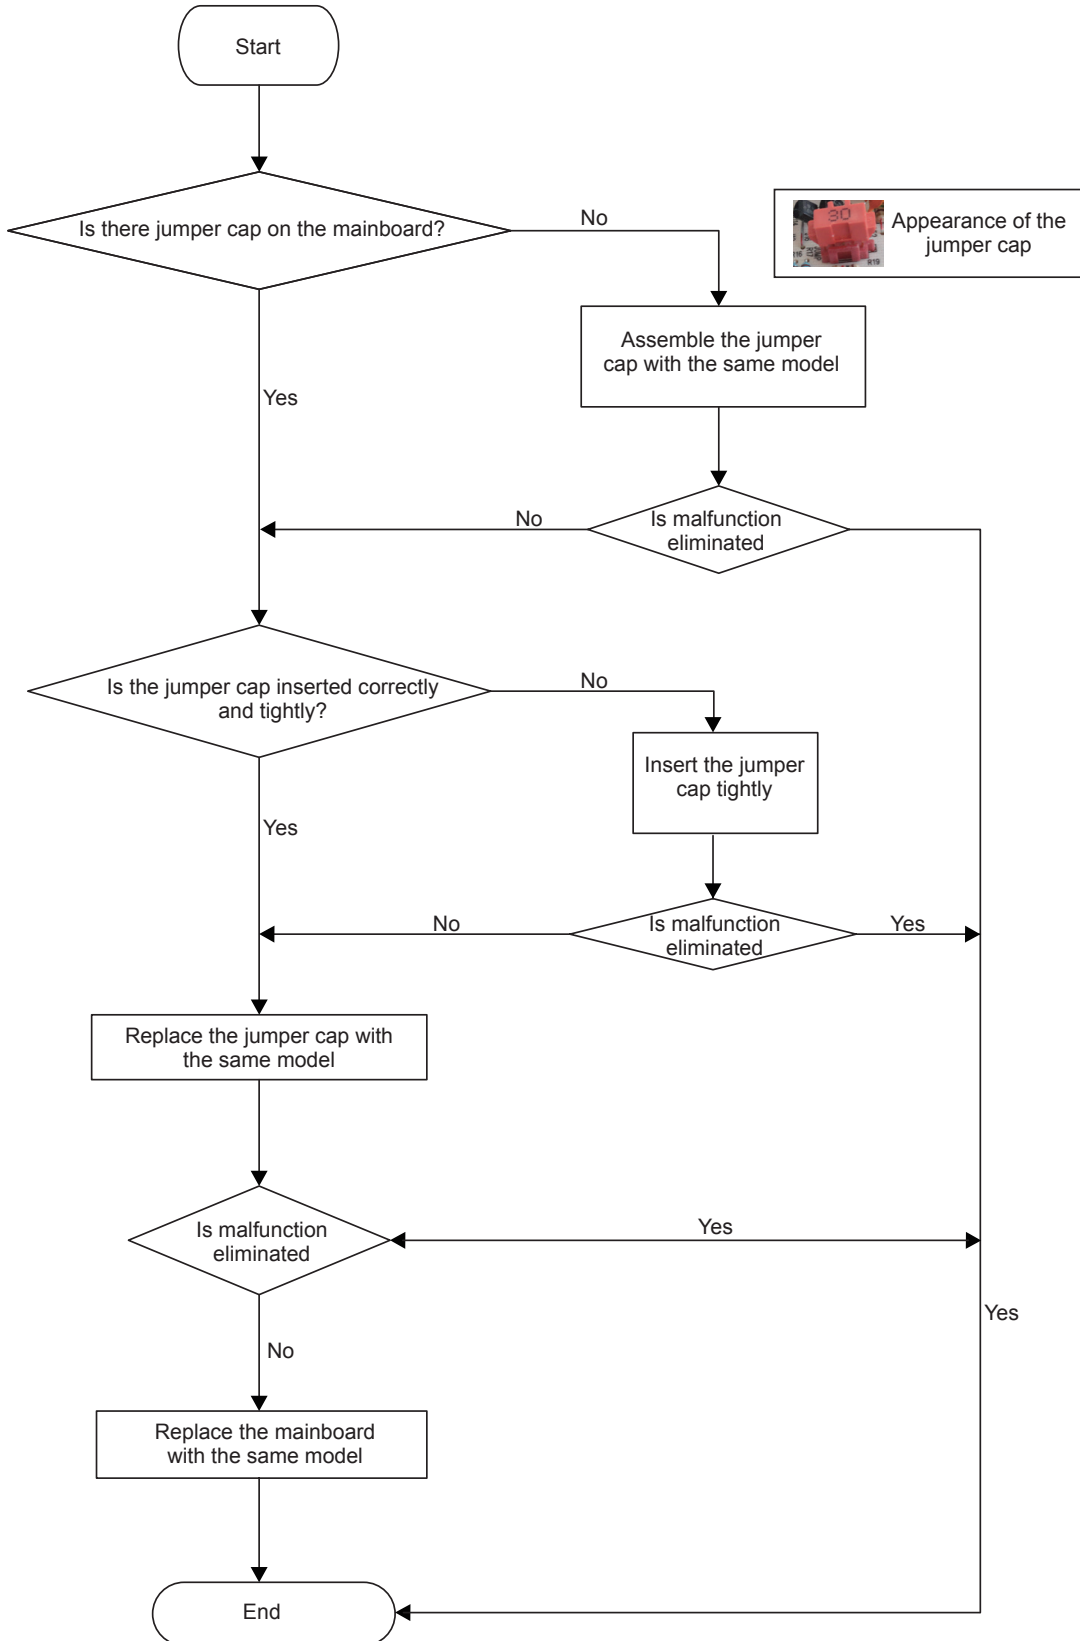 Start
Is there jumper cap on the mainboard?
No
30
R19
Appearance of the
jumper cap
Assemble the jumper
cap with the same model
Yes
No
Is malfunction
eliminated
Is the jumper cap inserted correctly
and tightly?
No
Insert the jumper
cap tightly
Yes
No
Is malfunction
eliminated
Yes
Replace the jumper cap with
the same model
Is malfunction
eliminated
Yes
Yes
No
Replace the mainboard
with the same model
End